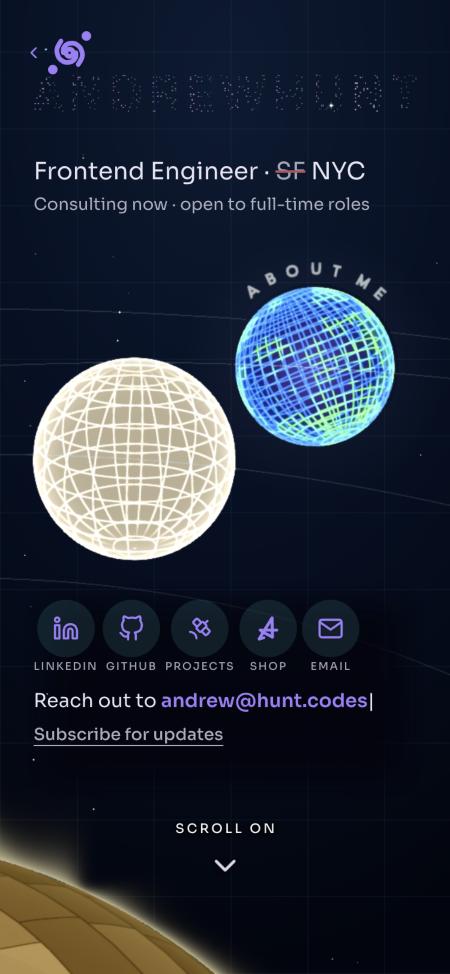 ANDREWHUNT
Frontend Engineer · SF NYC
Consulting now · open to full-time roles
ABOUT ME
LINKEDIN GITHUB PROJECTS SHOP EMAIL
Reach out to andrew@hunt.codes|
Subscribe for updates
SCROLL ON